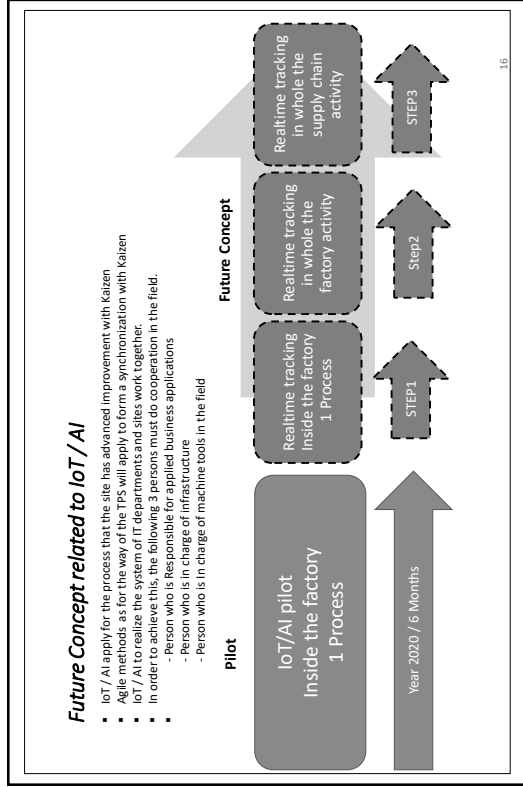 Future Concept related to IoT / AI
▪ IoT / AI apply for the process that the site has advanced improvement with Kaizen
▪ Agile methods as for the way of the TPS will apply to form a synchronization with Kaizen
▪ IoT / AI to realize the system of IT departments and sites work together.
▪ In order to achieve this, the following 3 persons must do cooperation in the field.
▪ - Person who is Responsible for applied business applications
- Person who is in charge of infrastructure
- Person who is In charge of machine tools in the field
Pilot
Future Concept
IoT/AI pilot
Inside the factory
1 Process
Realtime tracking
Inside the factory
1 Process
Realtime tracking
in whole the
factory activity
Realtime tracking
in whole the
supply chain
activity
Year 2020 / 6 Months
STEP1
Step2
STEP3
16